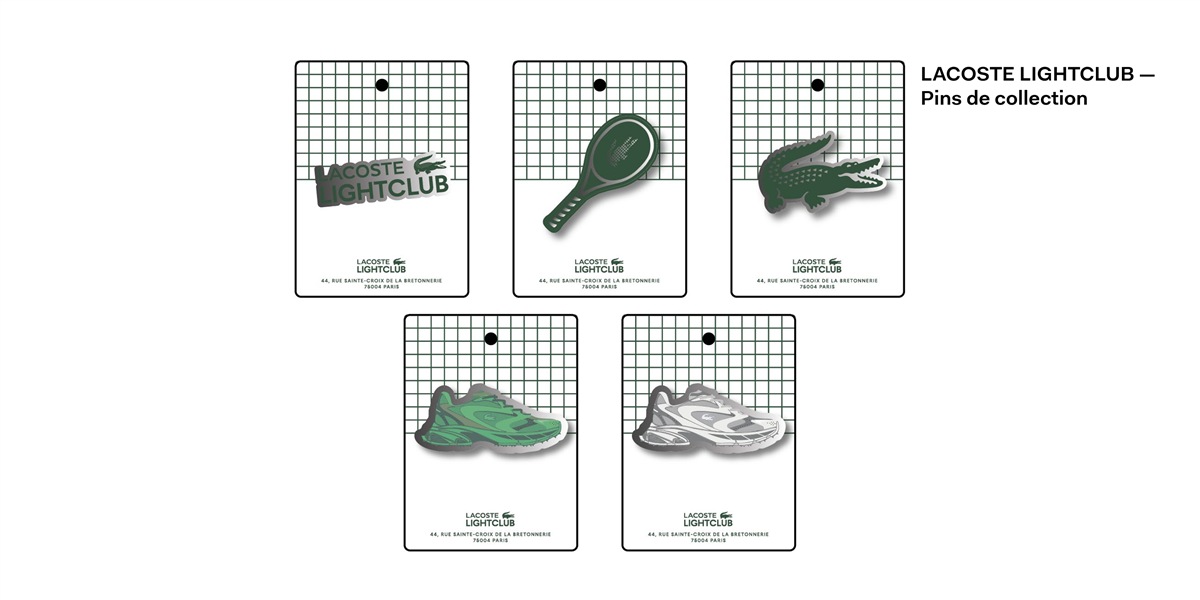 LACOSTE LIGHTCLUB —
Pins de collection
LACOSTE
LIGHTCLUB
LACOSTE
LIGHTCLUB
44, RUE SAINTE-CROIX DE LA BRETONNERIE
75004 PARIS
LACOSTE
LIGHTCLUB
44, RUE SAINTE-CROIX DE LA BRETONNERIE
75004 PARIS
LACOSTE
LIGHTCLUB
44, RUE SAINTE-CROIX DE LA BRETONNERIE
75004 PARIS
LACOSTE
LIGHTCLUB
44, RUE SAINTE-CROIX DE LA BRETONNERIE
75004 PARIS
LACOSTE
LIGHTCLUB
44, RUE SAINTE-CROIX DE LA BRETONNERIE
75004 PARIS